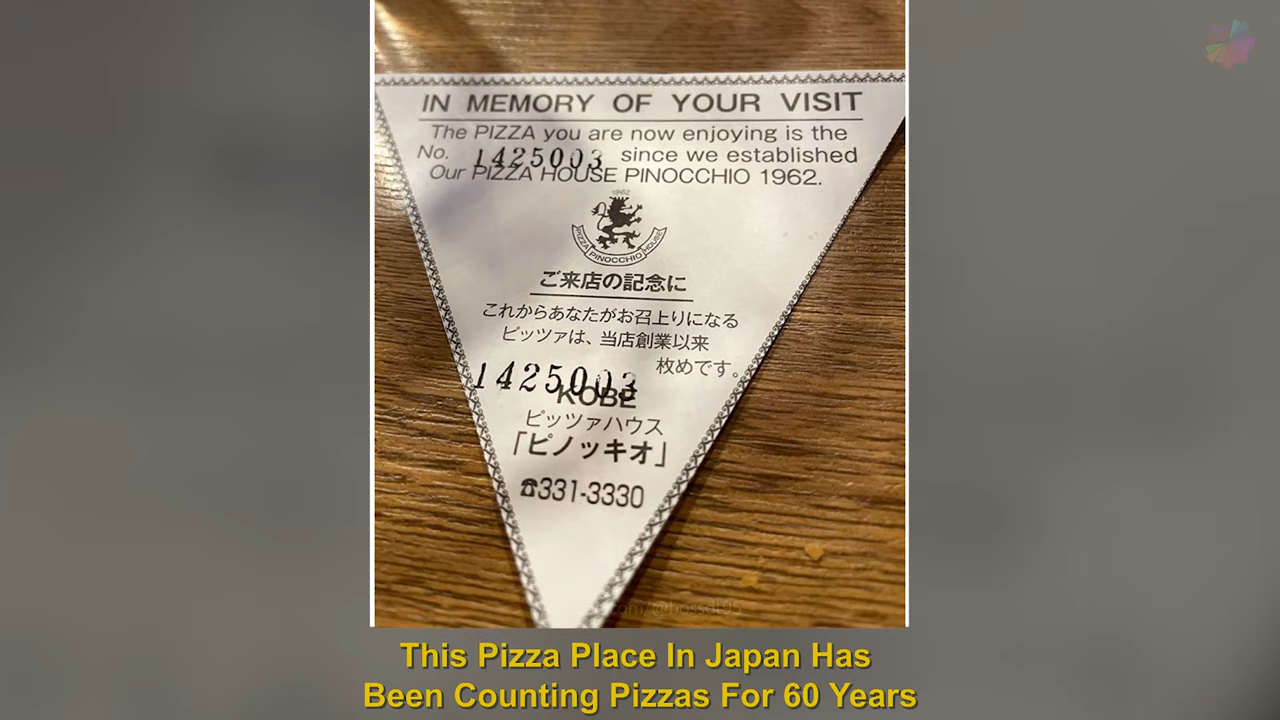 IN MEMORY OF YOUR VISIT
The PIZZA you are now enjoying is the
No. 1425003 since we established
Our PIZZA HOUSE PINOCCHIO 1962.
1962
PIZZA PINOCCHIO HOUSE
ご来店の記念に
これからあなたがお召上りになる
ピッツァは、当店創業以来
枚めです。
1425003
KOBE
ピッツァハウス
「ピノッキオ」
☎331-3330
This Pizza Place In Japan Has
Been Counting Pizzas For 60 Years